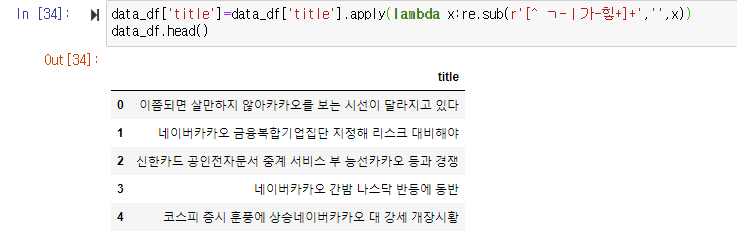 In [34]:
data_df['title']=data_df['title'].apply(lambda x:re.sub(r'[^ ㄱ-ㅣ가-힣+]+','',x))
data_df.head()
Out[34]:
title
0 이쯤되면 살만하지 않아카카오를 보는 시선이 달라지고 있다
1 네이버카카오 금융복합기업집단 지정해 리스크 대비해야
2 신한카드 공인전자문서 중계 서비스 부 능선카카오 등과 경쟁
3 네이버카카오 간밤 나스닥 반등에 동반
4 코스피 증시 훈풍에 상승네이버카카오 대 강세 개장시황